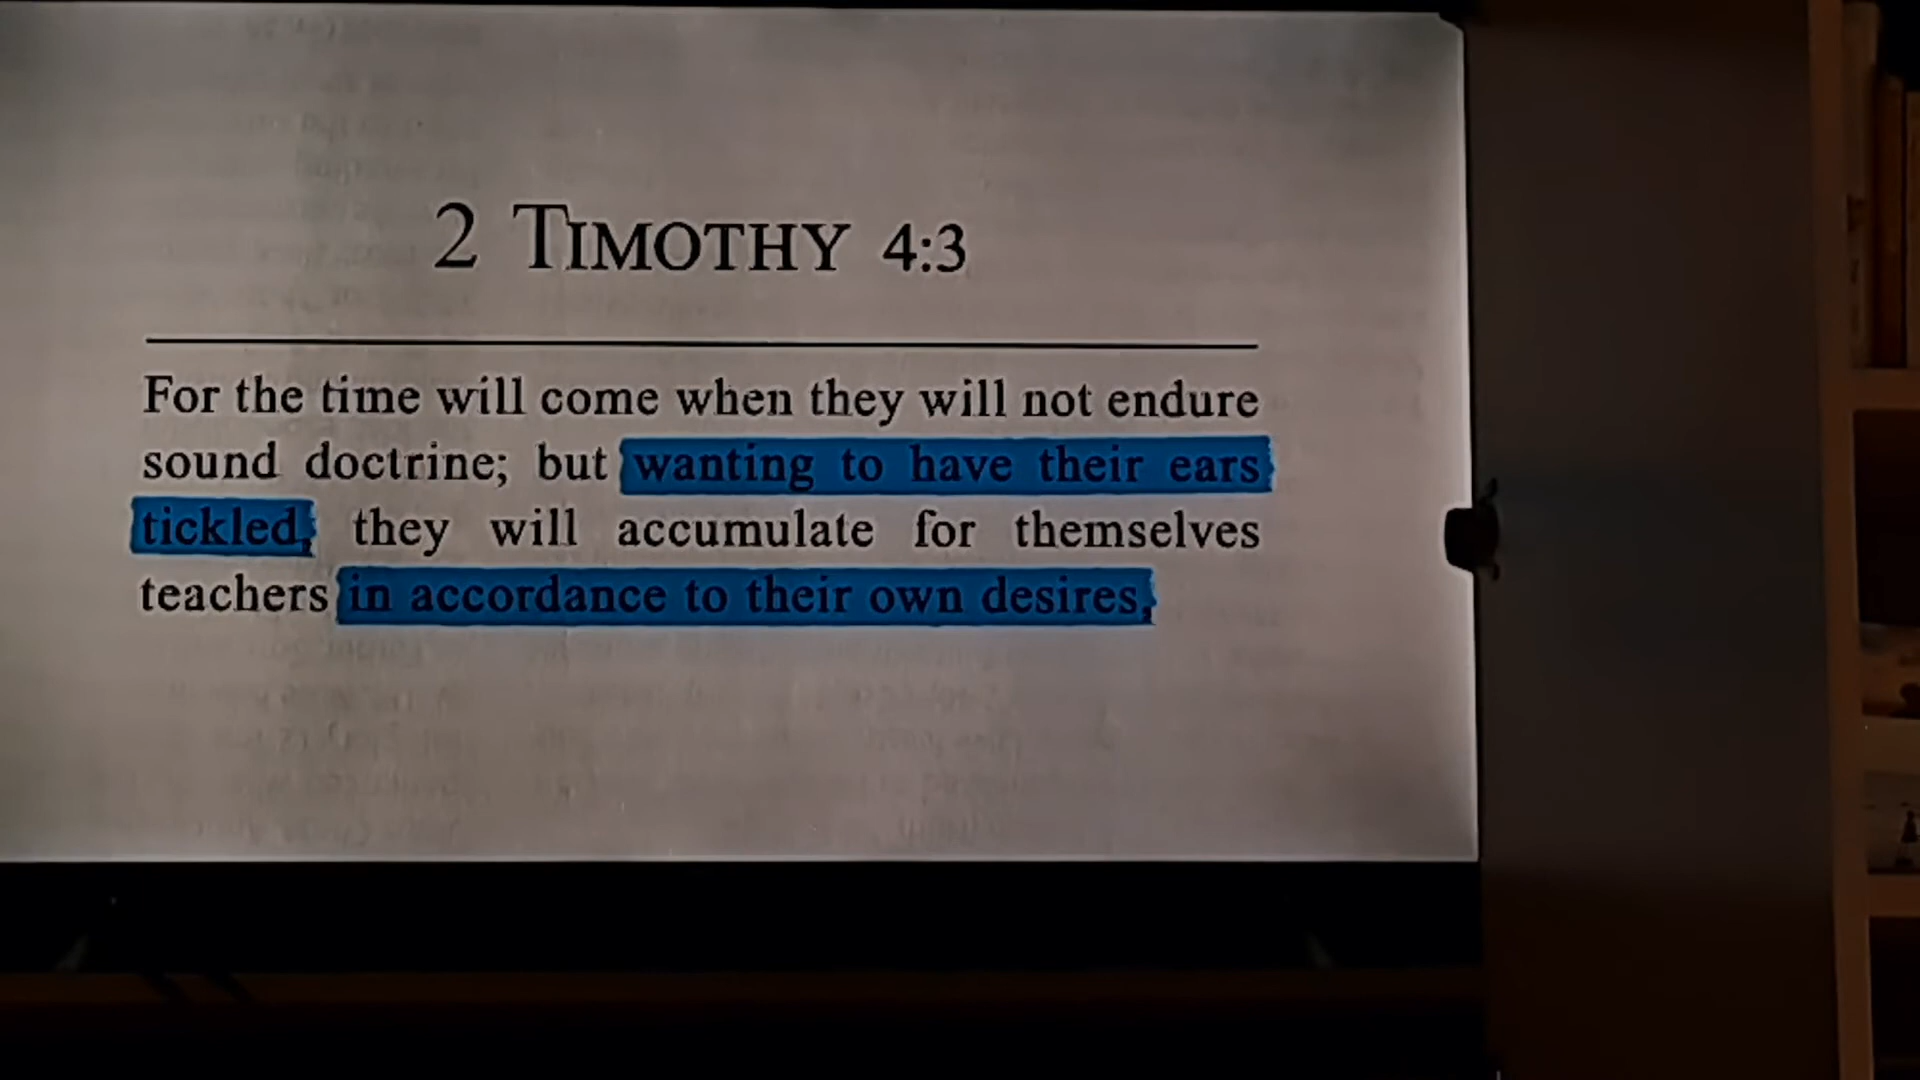 2 TIMOTHY 4:3
For the time will come when they will not endure
sound doctrine; but wanting to have their ears
tickled, they will accumulate for themselves
teachers in accordance to their own desires,